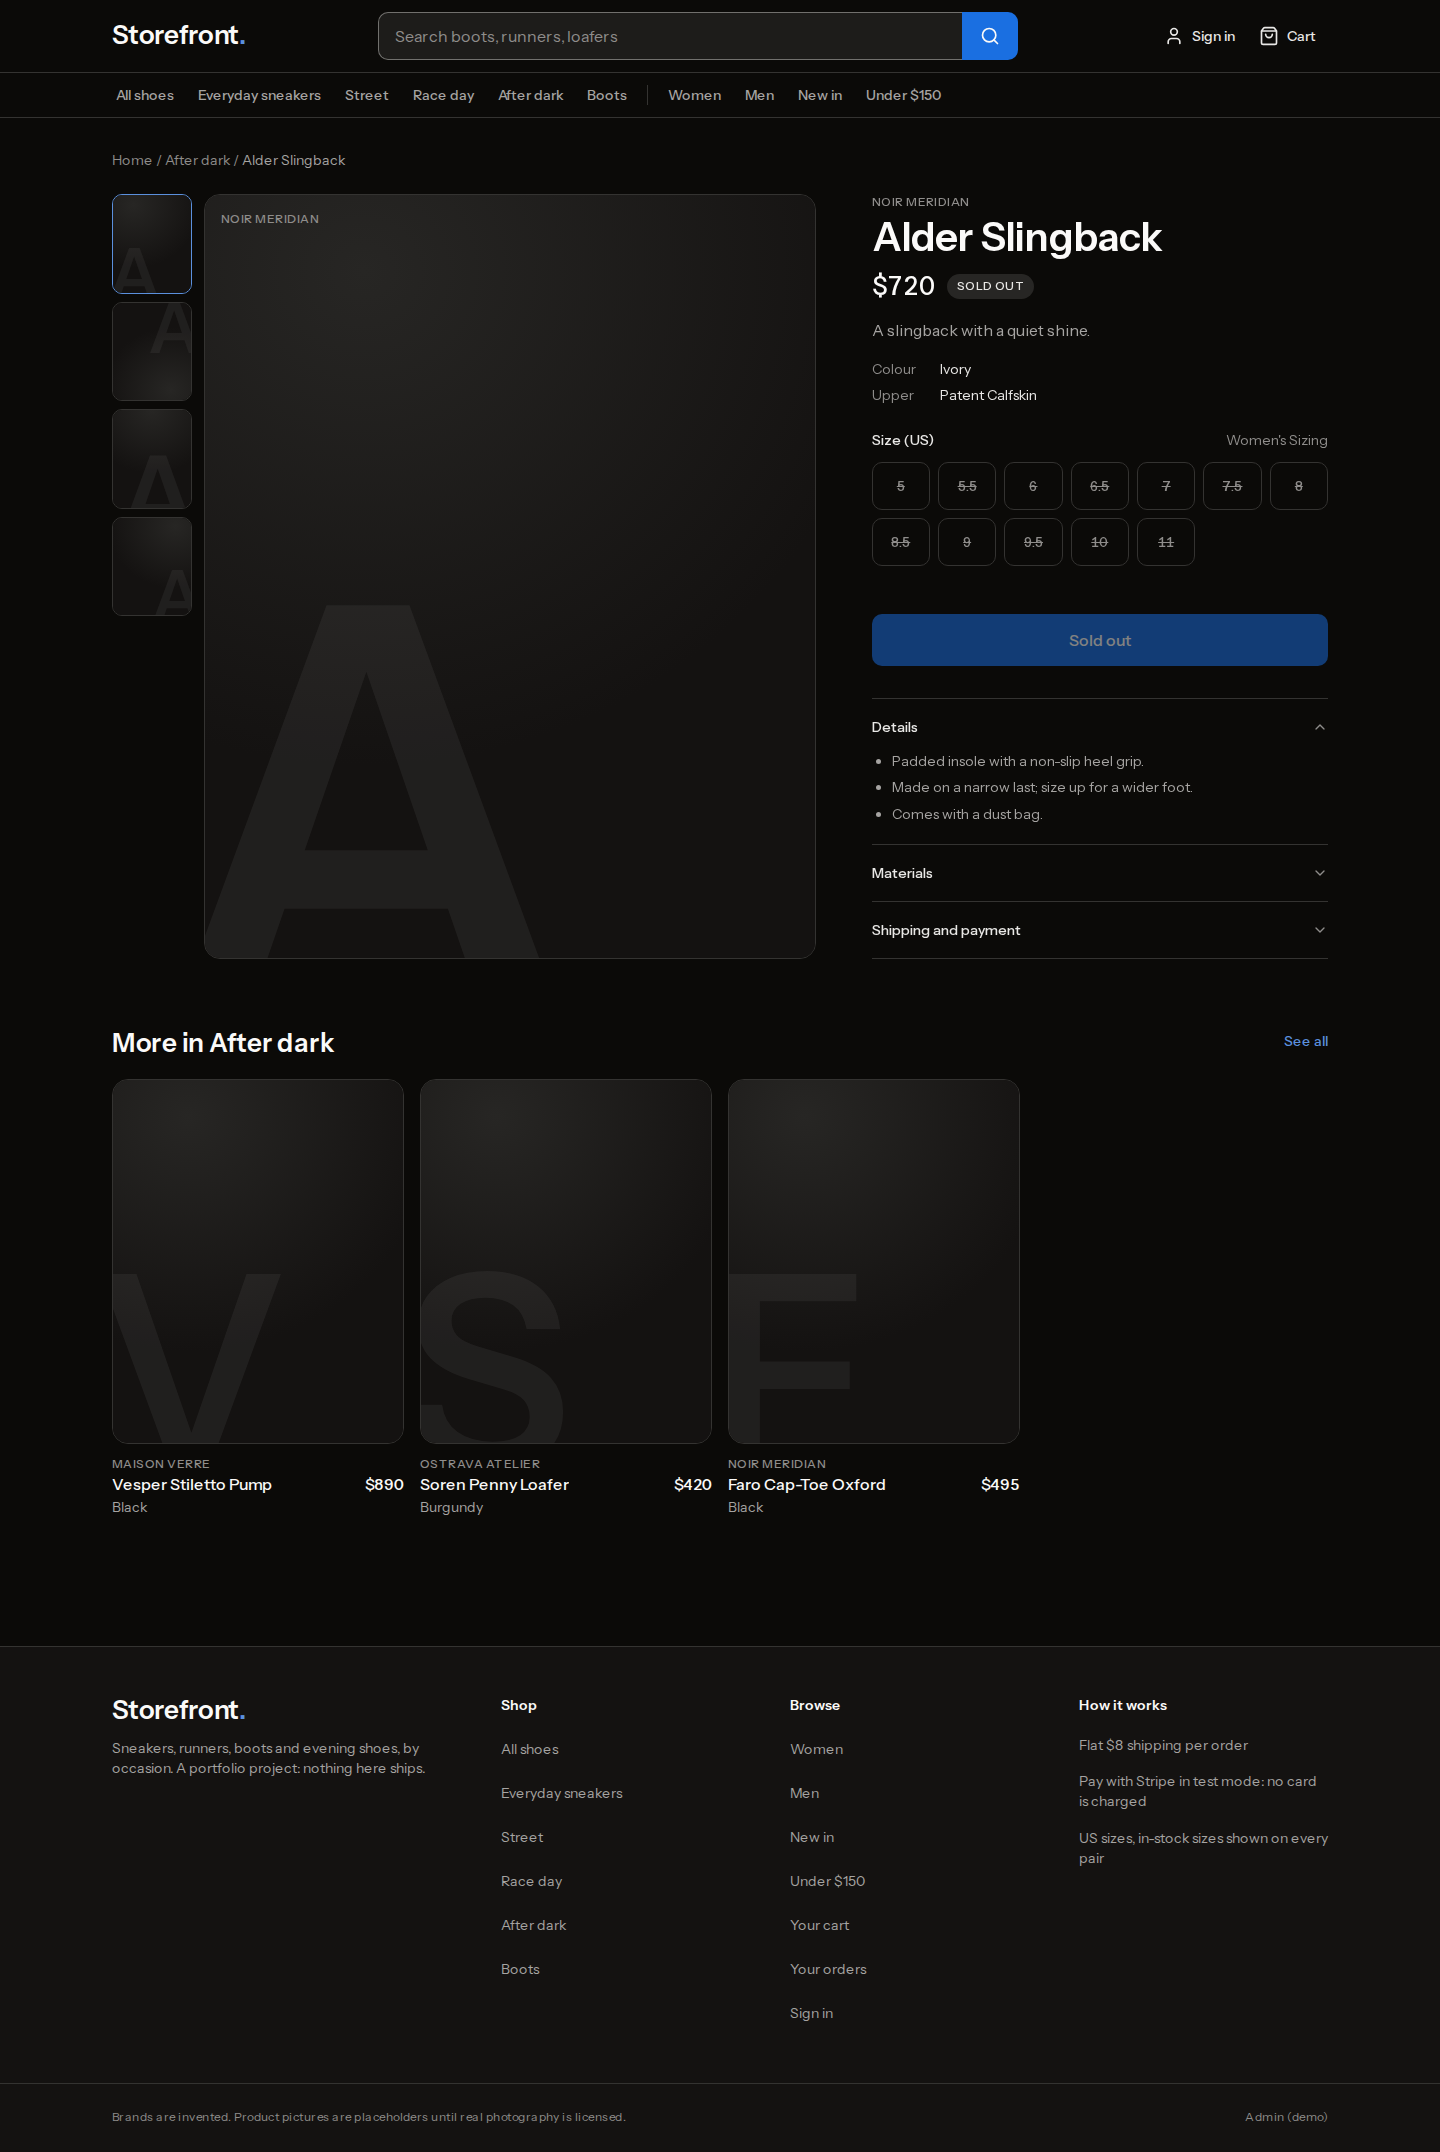 Storefront.
Search boots, runners, loafers
Sign in
Cart
All shoes
Everyday sneakers
Street
Race day
After dark
Boots
Women
Men
New in
Under $150
Home / After dark / Alder Slingback
A
A
A
A
NOIR MERIDIAN
A
NOIR MERIDIAN
Alder Slingback
$720
SOLD OUT
A slingback with a quiet shine.
Colour Ivory
Upper Patent Calfskin
Size (US)
Women's Sizing
5 5.5 6 6.5 7 7.5 8
8.5 9 9.5 10 11
Sold out
Details
Padded insole with a non-slip heel grip.
Made on a narrow last; size up for a wider foot.
Comes with a dust bag.
Materials
Shipping and payment
More in After dark
See all
V
MAISON VERRE
Vesper Stiletto Pump $890
Black
S
OSTRAVA ATELIER
Soren Penny Loafer $420
Burgundy
F
NOIR MERIDIAN
Faro Cap-Toe Oxford $495
Black
Storefront.
Sneakers, runners, boots and evening shoes, by
occasion. A portfolio project: nothing here ships.
Shop
All shoes
Everyday sneakers
Street
Race day
After dark
Boots
Browse
Women
Men
New in
Under $150
Your cart
Your orders
Sign in
How it works
Flat $8 shipping per order
Pay with Stripe in test mode: no card
is charged
US sizes, in-stock sizes shown on every
pair
Brands are invented. Product pictures are placeholders until real photography is licensed.
Admin (demo)